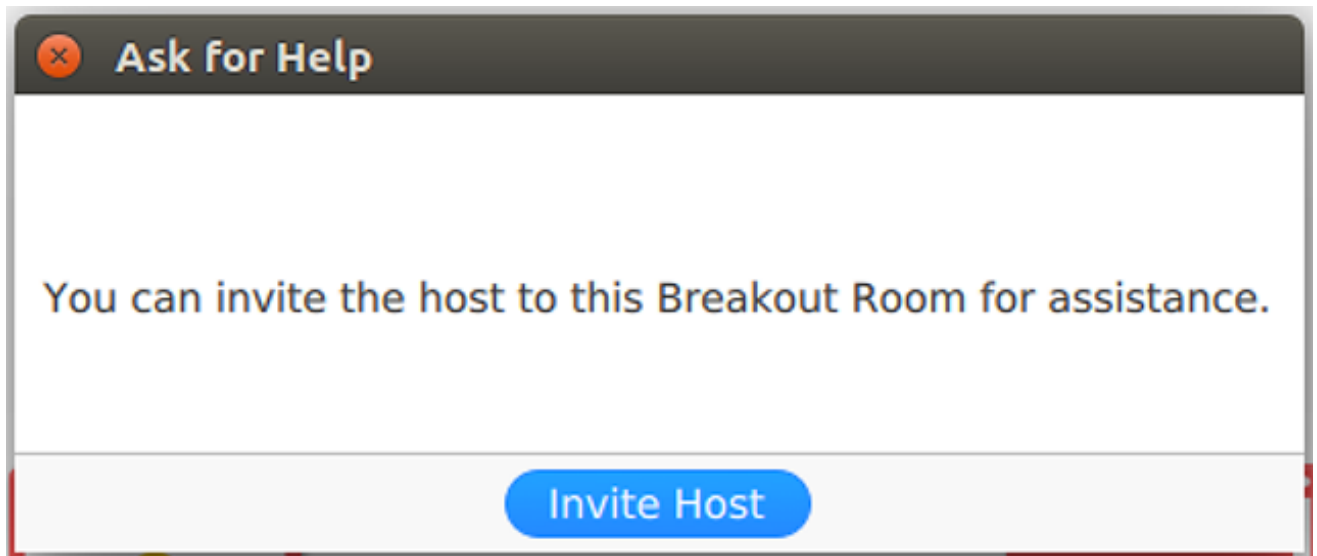 Ask for Help
You can invite the host to this Breakout Room for assistance.
Invite Host